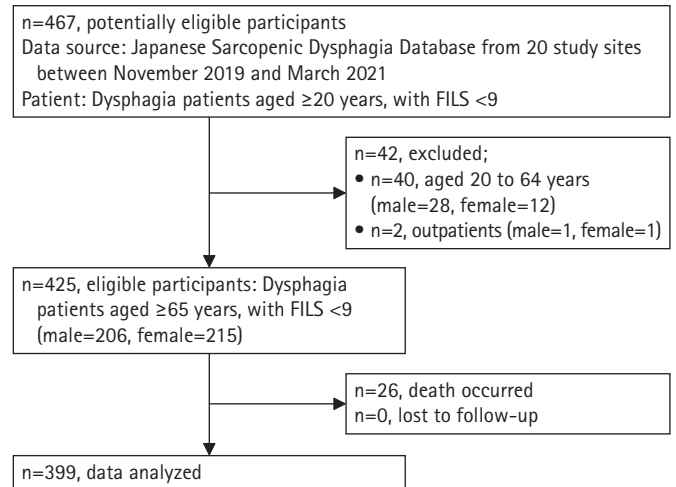 n=467, potentially eligible participants
Data source: Japanese Sarcopenic Dysphagia Database from 20 study sites
between November 2019 and March 2021
Patient: Dysphagia patients aged ≥20 years, with FILS <9
n=42, excluded;
• n=40, aged 20 to 64 years
(male=28, female=12)
• n=2, outpatients (male=1, female=1)
n=425, eligible participants: Dysphagia
patients aged ≥65 years, with FILS <9
(male=206, female=215)
n=26, death occurred
n=0, lost to follow-up
n=399, data analyzed